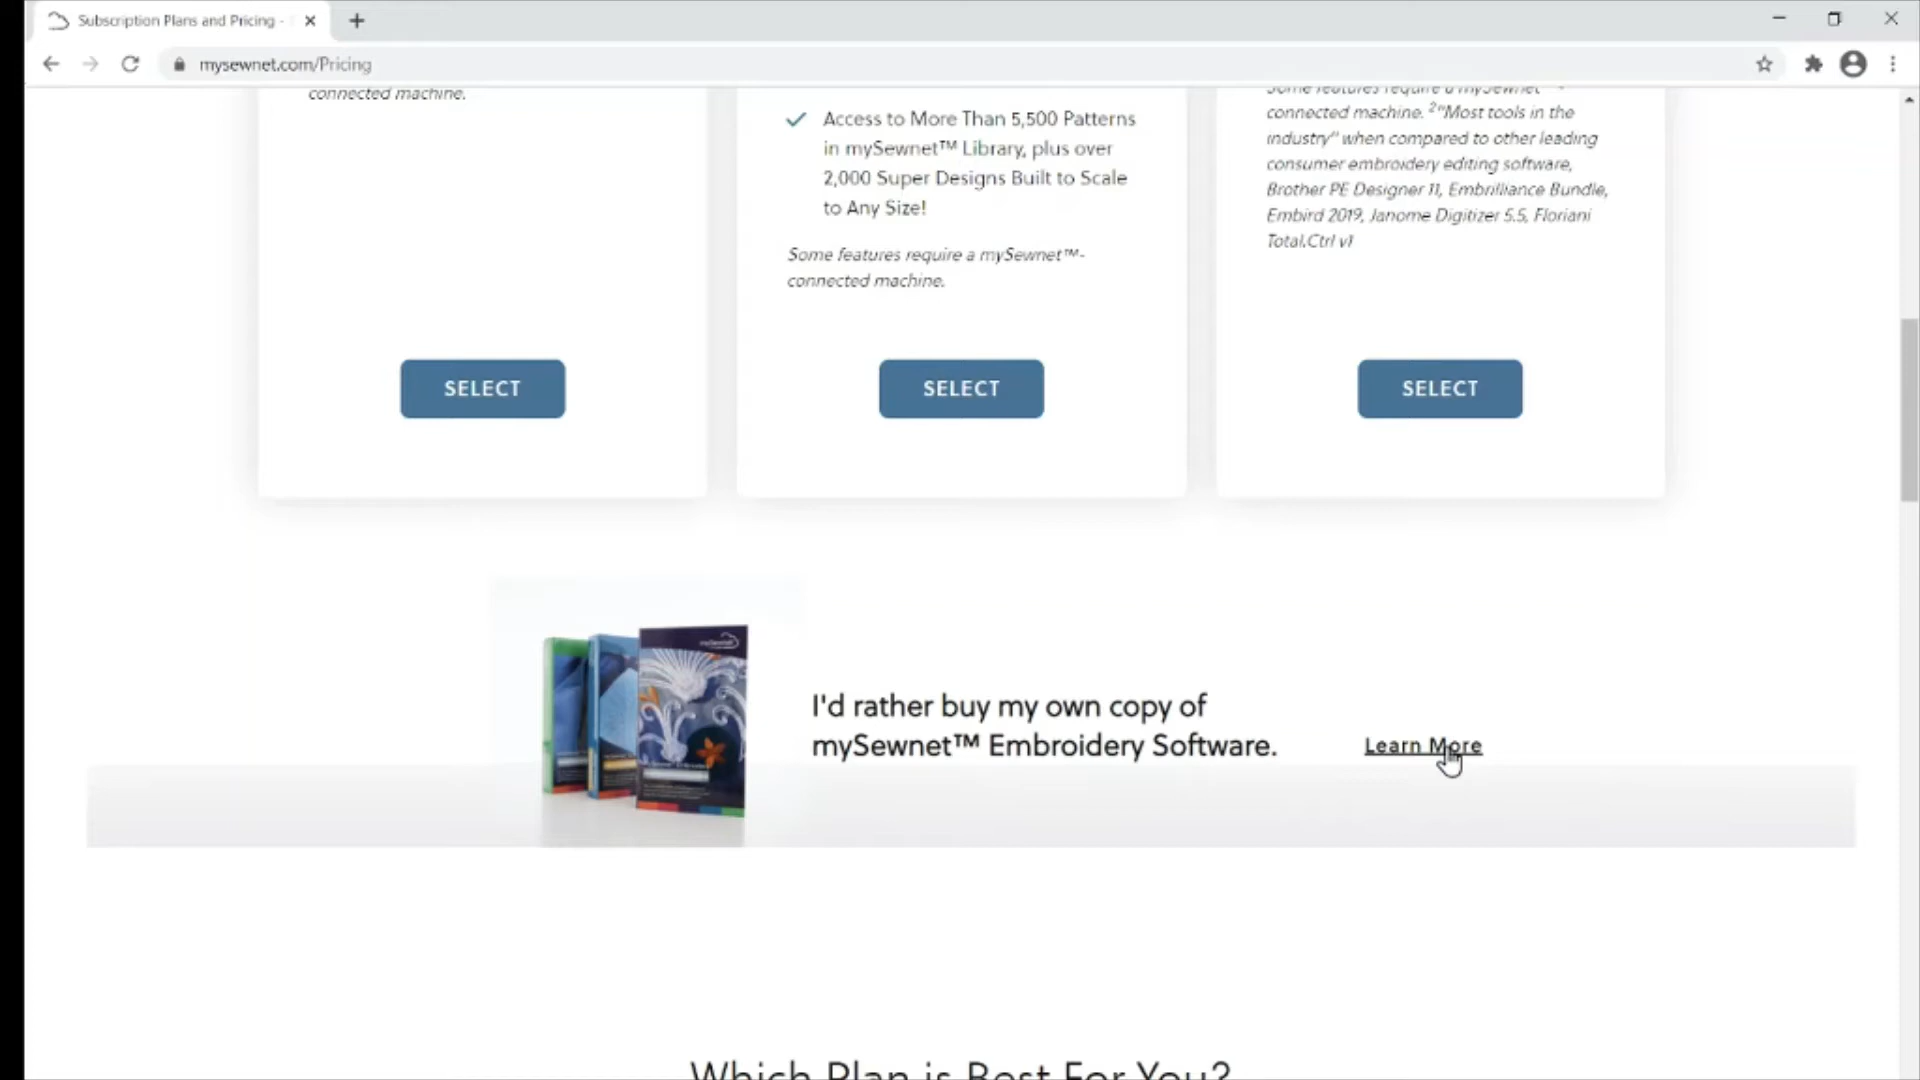 Subscription Plans and Pricing -
mysewnet.com/Pricing
connected machine.
Access to More Than 5,500 Patterns
in mySewnet™ Library, plus over
2,000 Super Designs Built to Scale
to Any Size!
Some features require a mySewnet™-
connected machine.
Some features require a mySewnet™-
connected machine. ²"Most tools in the
industry" when compared to other leading
consumer embroidery editing software,
Brother PE Designer 11, Embrilliance Bundle,
Embird 2019, Janome Digitizer 5.5, Floriani
Total.Ctrl v1
SELECT
SELECT
SELECT
I'd rather buy my own copy of
mySewnet™ Embroidery Software.
Learn More
Which Plan is Best For You?